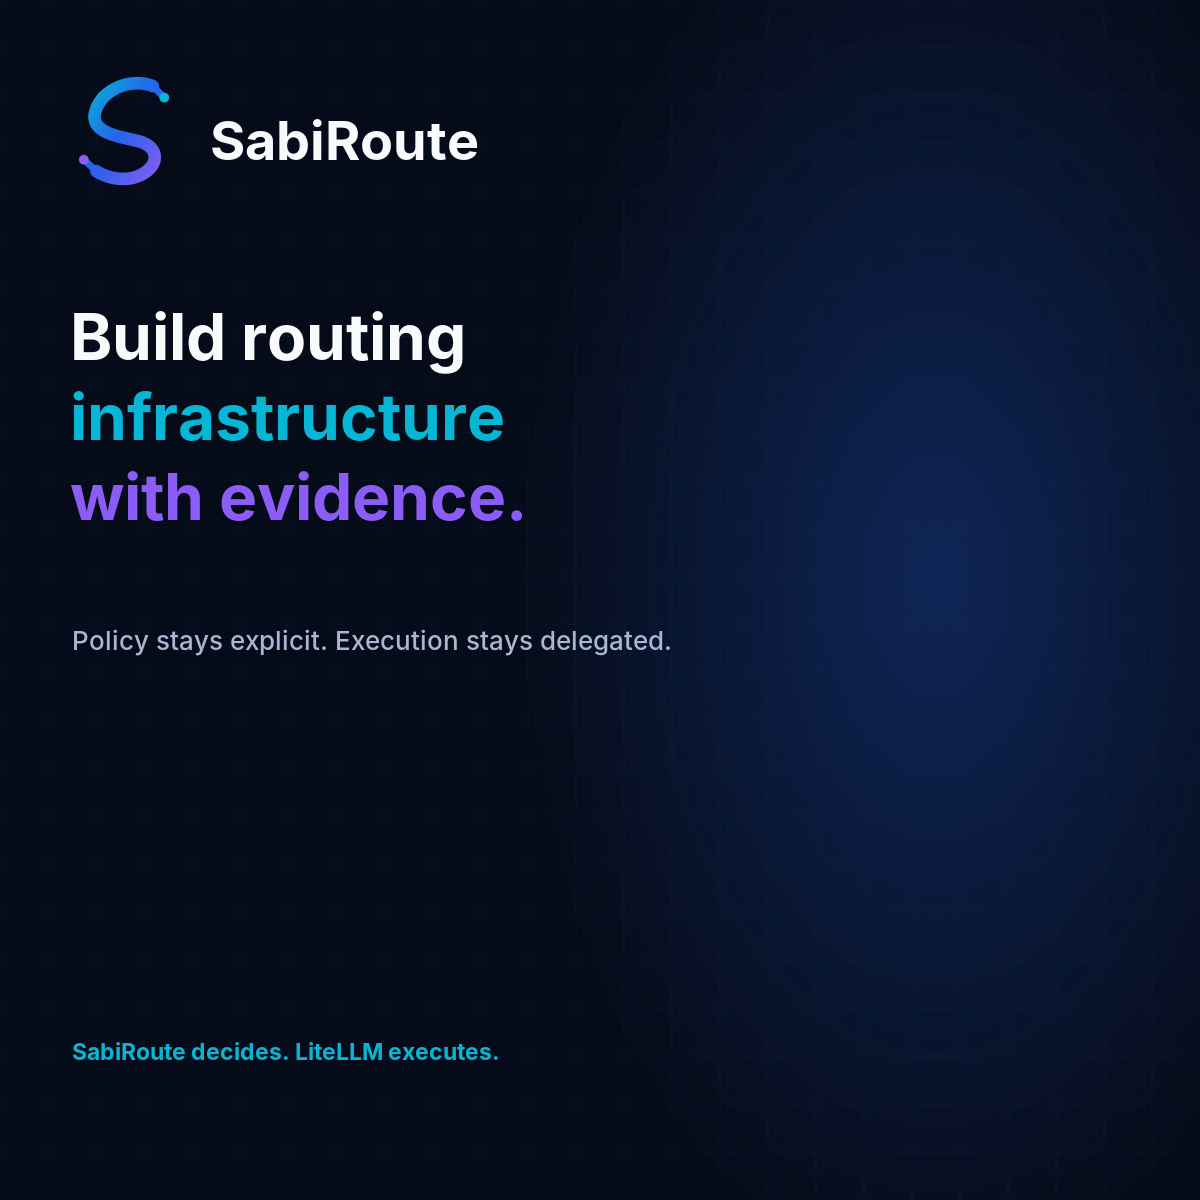 SabiRoute
Build routing
infrastructure
with evidence.
Policy stays explicit. Execution stays delegated.
SabiRoute decides. LiteLLM executes.